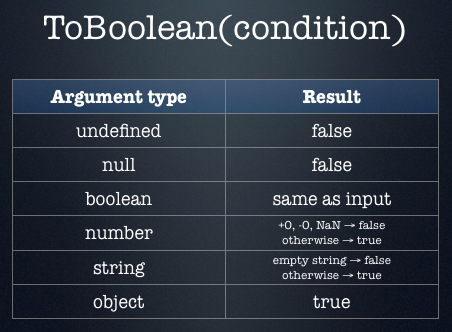 ToBoolean(condition)
Argument type Result
undefined false
null false
boolean same as input
number +0, -0, NaN → false
otherwise → true
string empty string → false
otherwise → true
object true